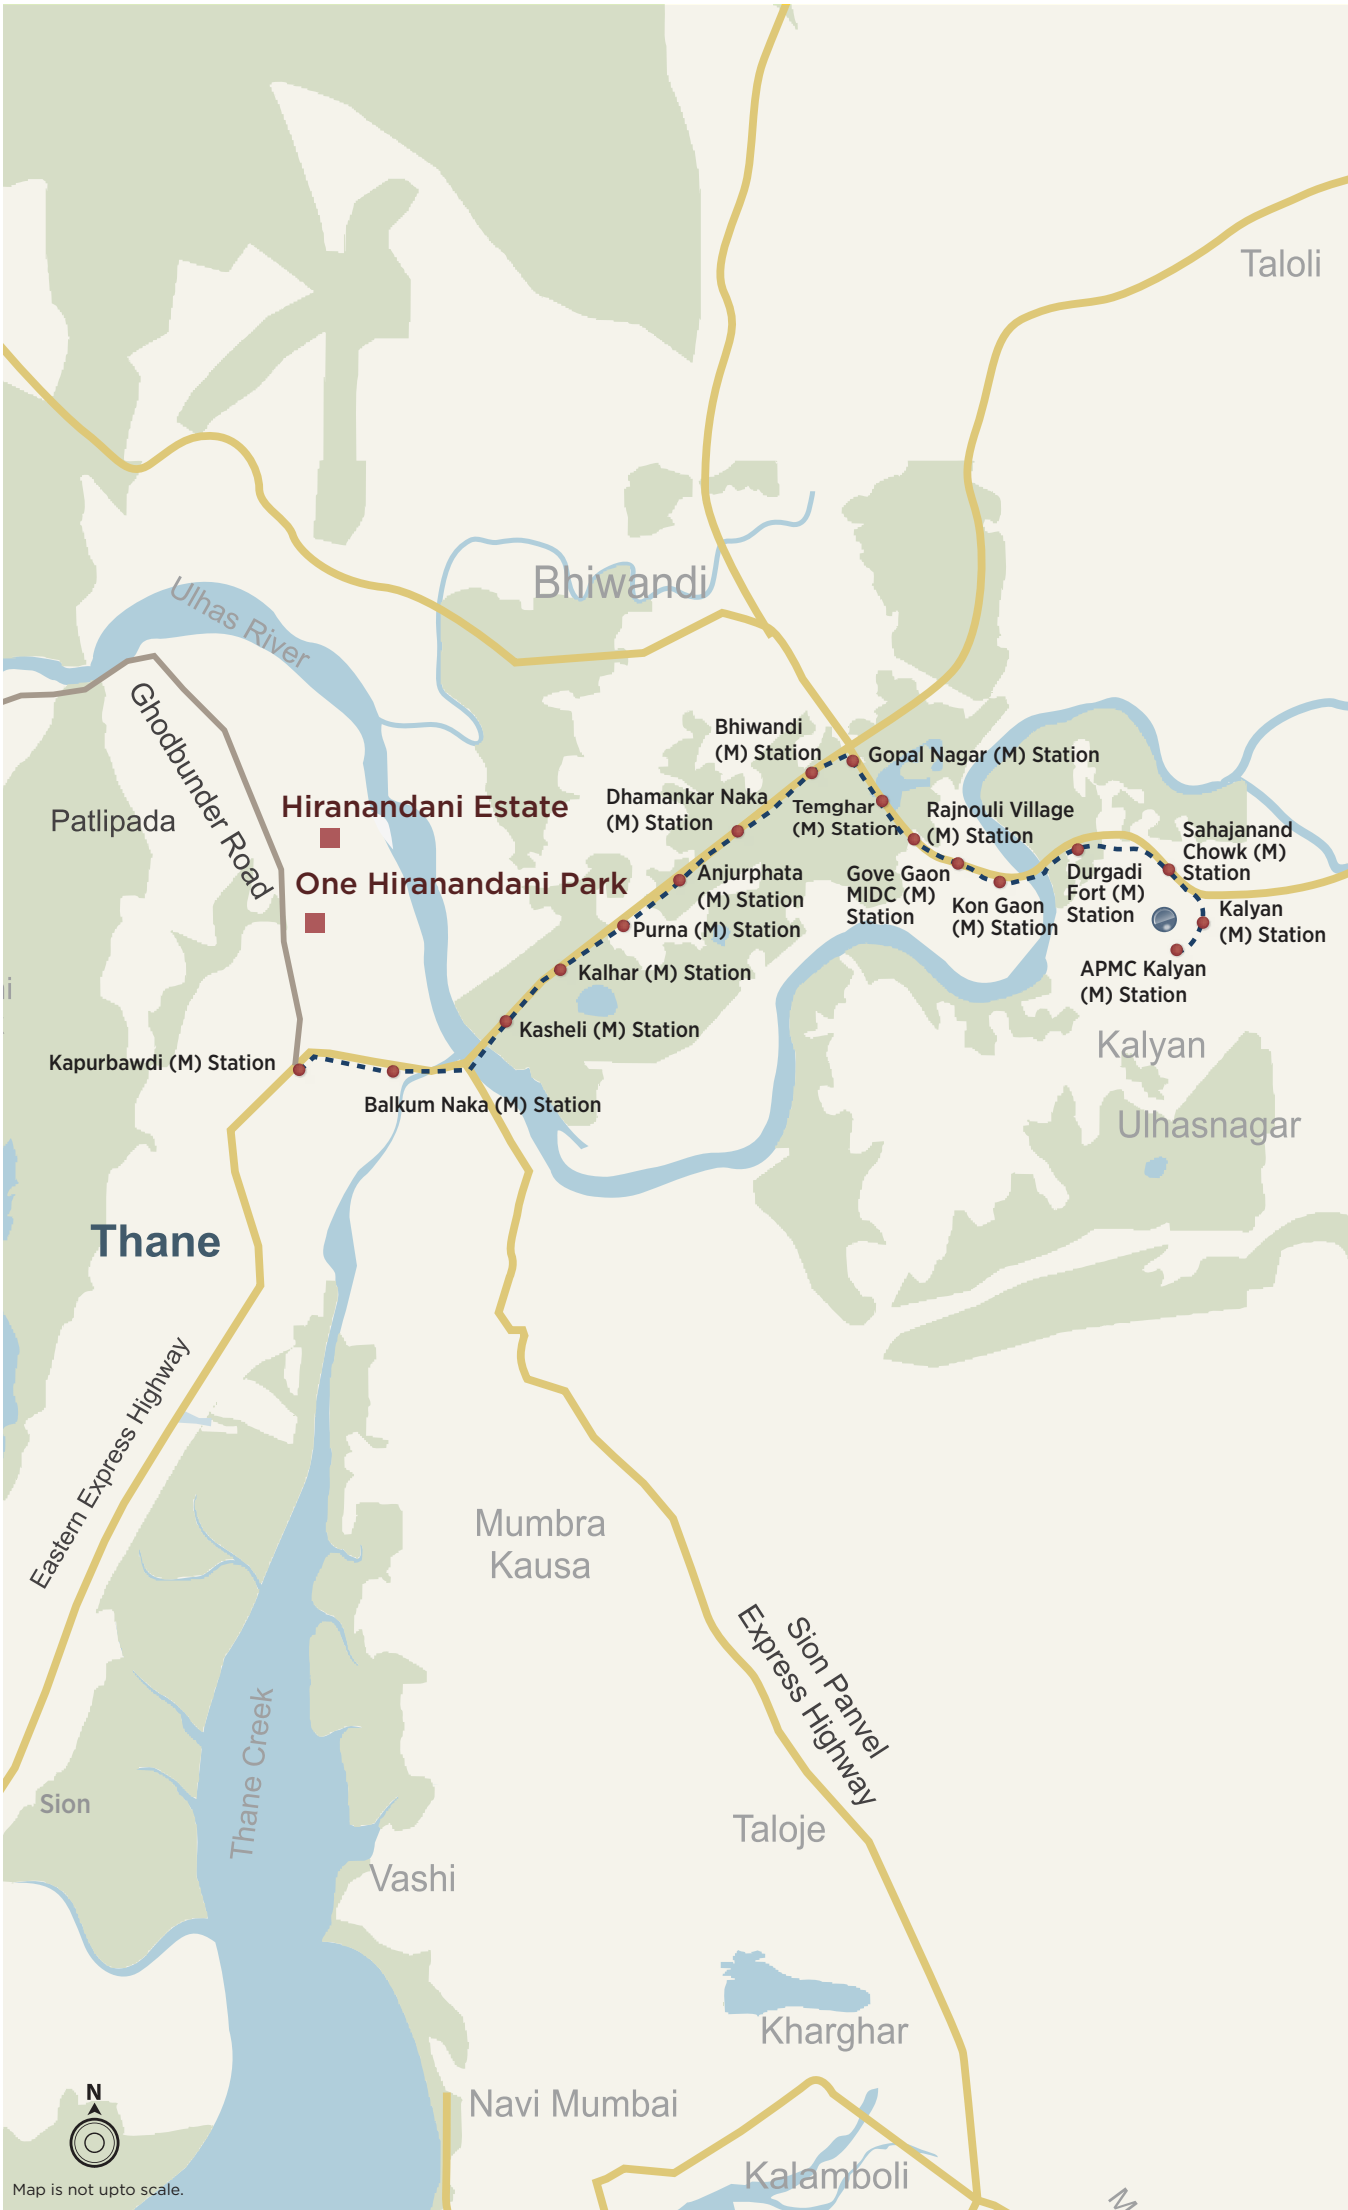 Taloli
Bhiwandi
Ulhas River
Ghodbunder Road
Bhiwandi
(M) Station
Gopal Nagar (M) Station
Hiranandani Estate
Patlipada
Dhamankar Naka
(M) Station
Temghar
(M) Station
Rajnouli Village
(M) Station
Sahajanand
Chowk (M)
Station
One Hiranandani Park
Anjurphata
(M) Station
Gove Gaon
MIDC (M)
Station
Durgadi
Fort (M)
Station
Kon Gaon
(M) Station
Kalyan
(M) Station
Purna (M) Station
Kalhar (M) Station
APMC Kalyan
(M) Station
Kasheli (M) Station
Kalyan
Kapurbawdi (M) Station
Balkum Naka (M) Station
Ulhasnagar
Thane
Eastern Express Highway
Mumbra
Kausa
Sion Panvel
Express Highway
Thane Creek
Sion
Taloje
Vashi
Kharghar
N
Navi Mumbai
Kalamboli
Map is not upto scale.